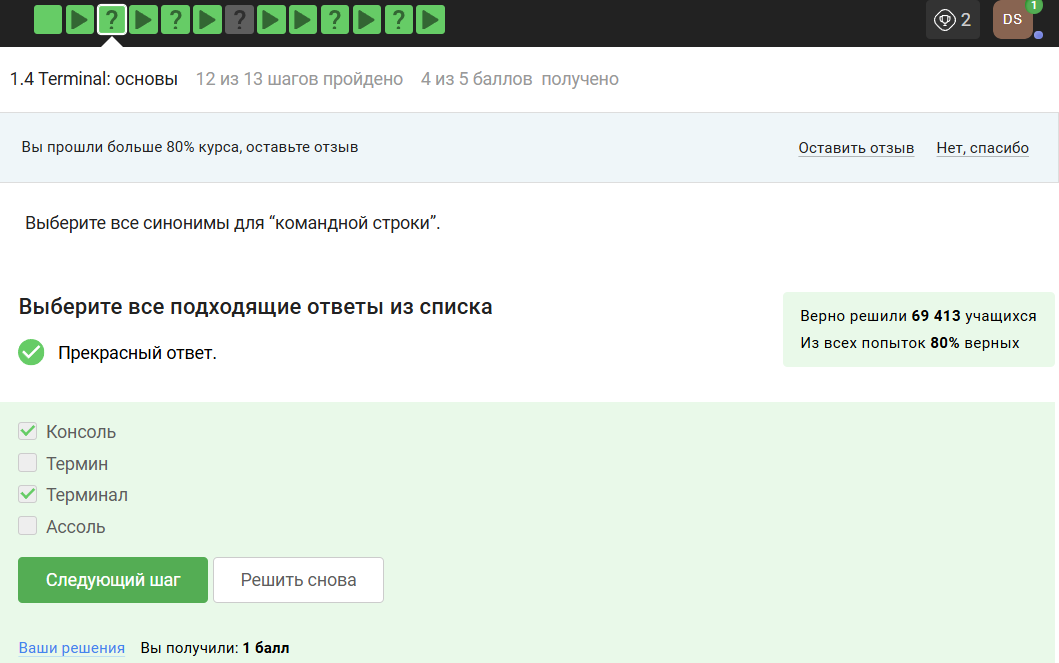 ? ? ? ? ? 2 DS 1
1.4 Terminal: основы 12 из 13 шагов пройдено 4 из 5 баллов получено
Вы прошли больше 80% курса, оставьте отзыв Оставить отзыв Нет, спасибо
Выберите все синонимы для “командной строки”.
Выберите все подходящие ответы из списка
Верно решили 69 413 учащихся
Из всех попыток 80% верных
Прекрасный ответ.
Консоль
Термин
Терминал
Ассоль
Следующий шаг Решить снова
Ваши решения Вы получили: 1 балл